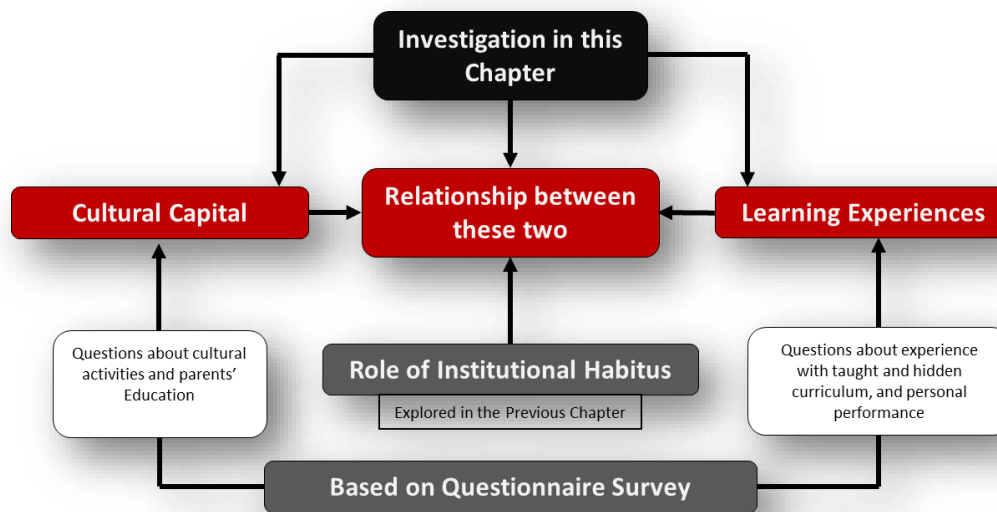 Investigation in this
Chapter
Cultural Capital
Relationship between
these two
Learning Experiences
Questions about cultural
activities and parents'
Education
Role of Institutional Habitus
Explored in the Previous Chapter
Questions about experience
with taught and hidden
curriculum, and personal
performance
Based on Questionnaire Survey